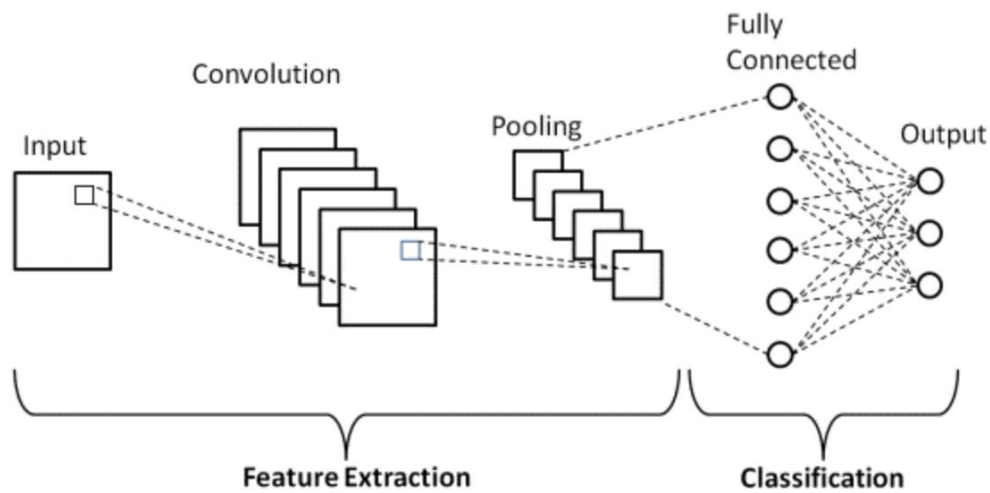 Input
Convolution
Pooling
Fully
Connected
Output
Feature Extraction
Classification